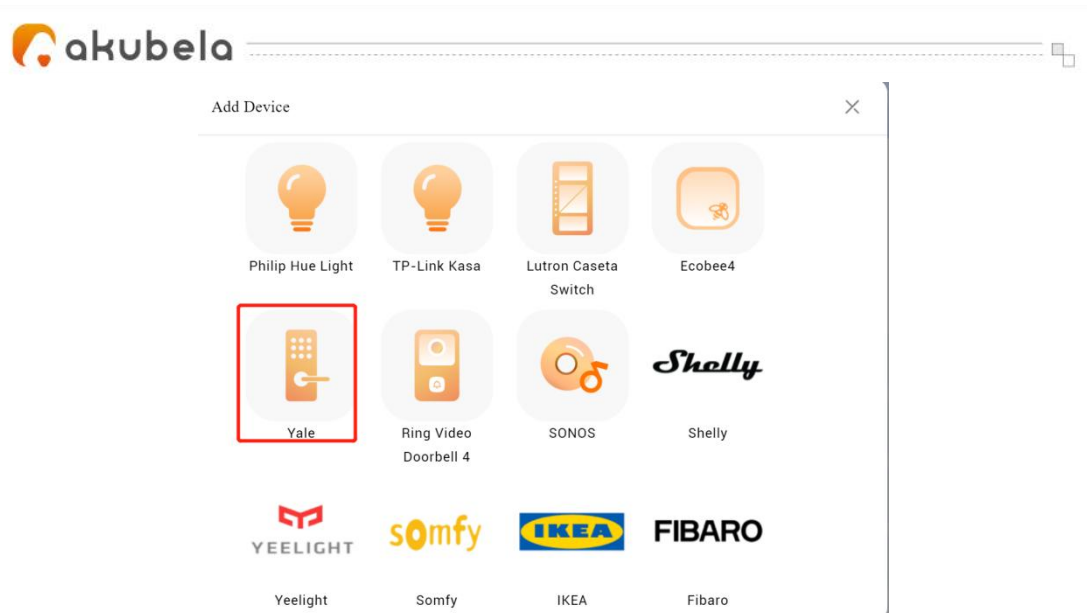 akubela
Add Device
Philip Hue Light TP-Link Kasa Lutron Caseta Ecobee4
Switch
Shelly
Yale Ring Video SONOS Shelly
Doorbell 4
YEELIGHT somfy IKEA FIBARO
Yeelight Somfy IKEA Fibaro